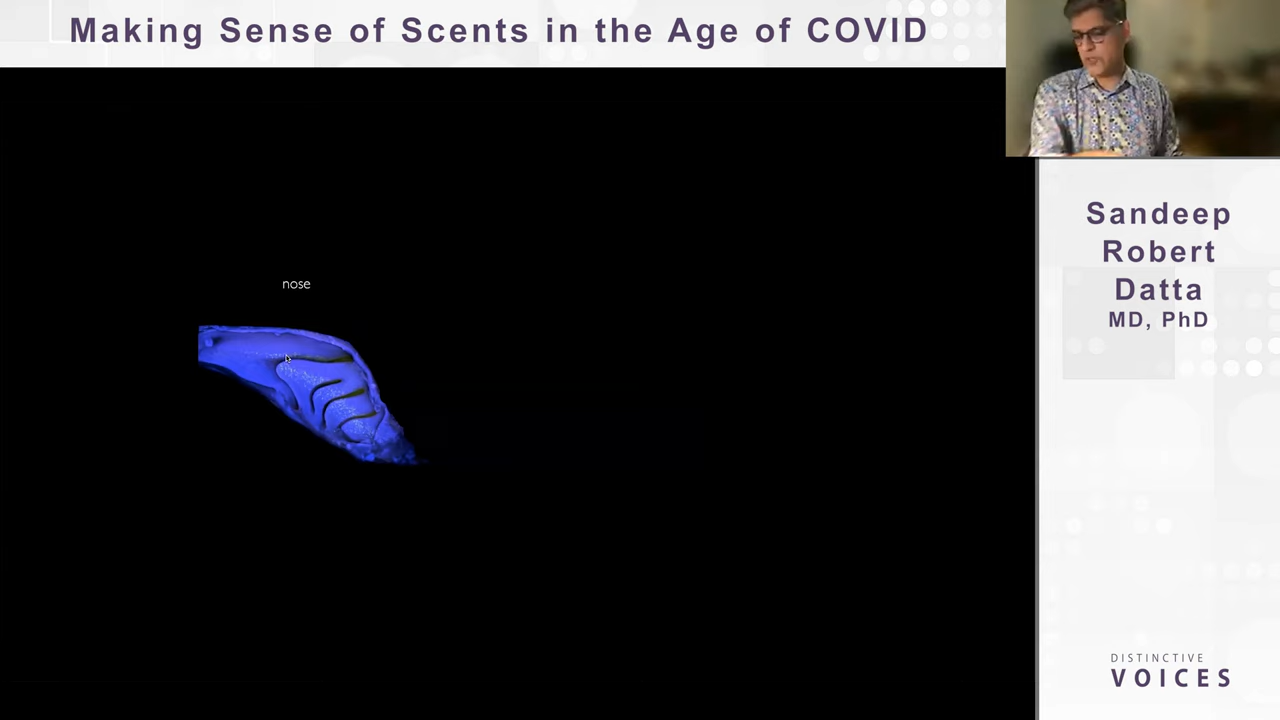 Making Sense of Scents in the Age of COVID
nose
Sandeep
Robert
Datta
MD, PhD
DISTINCTIVE
VOICES